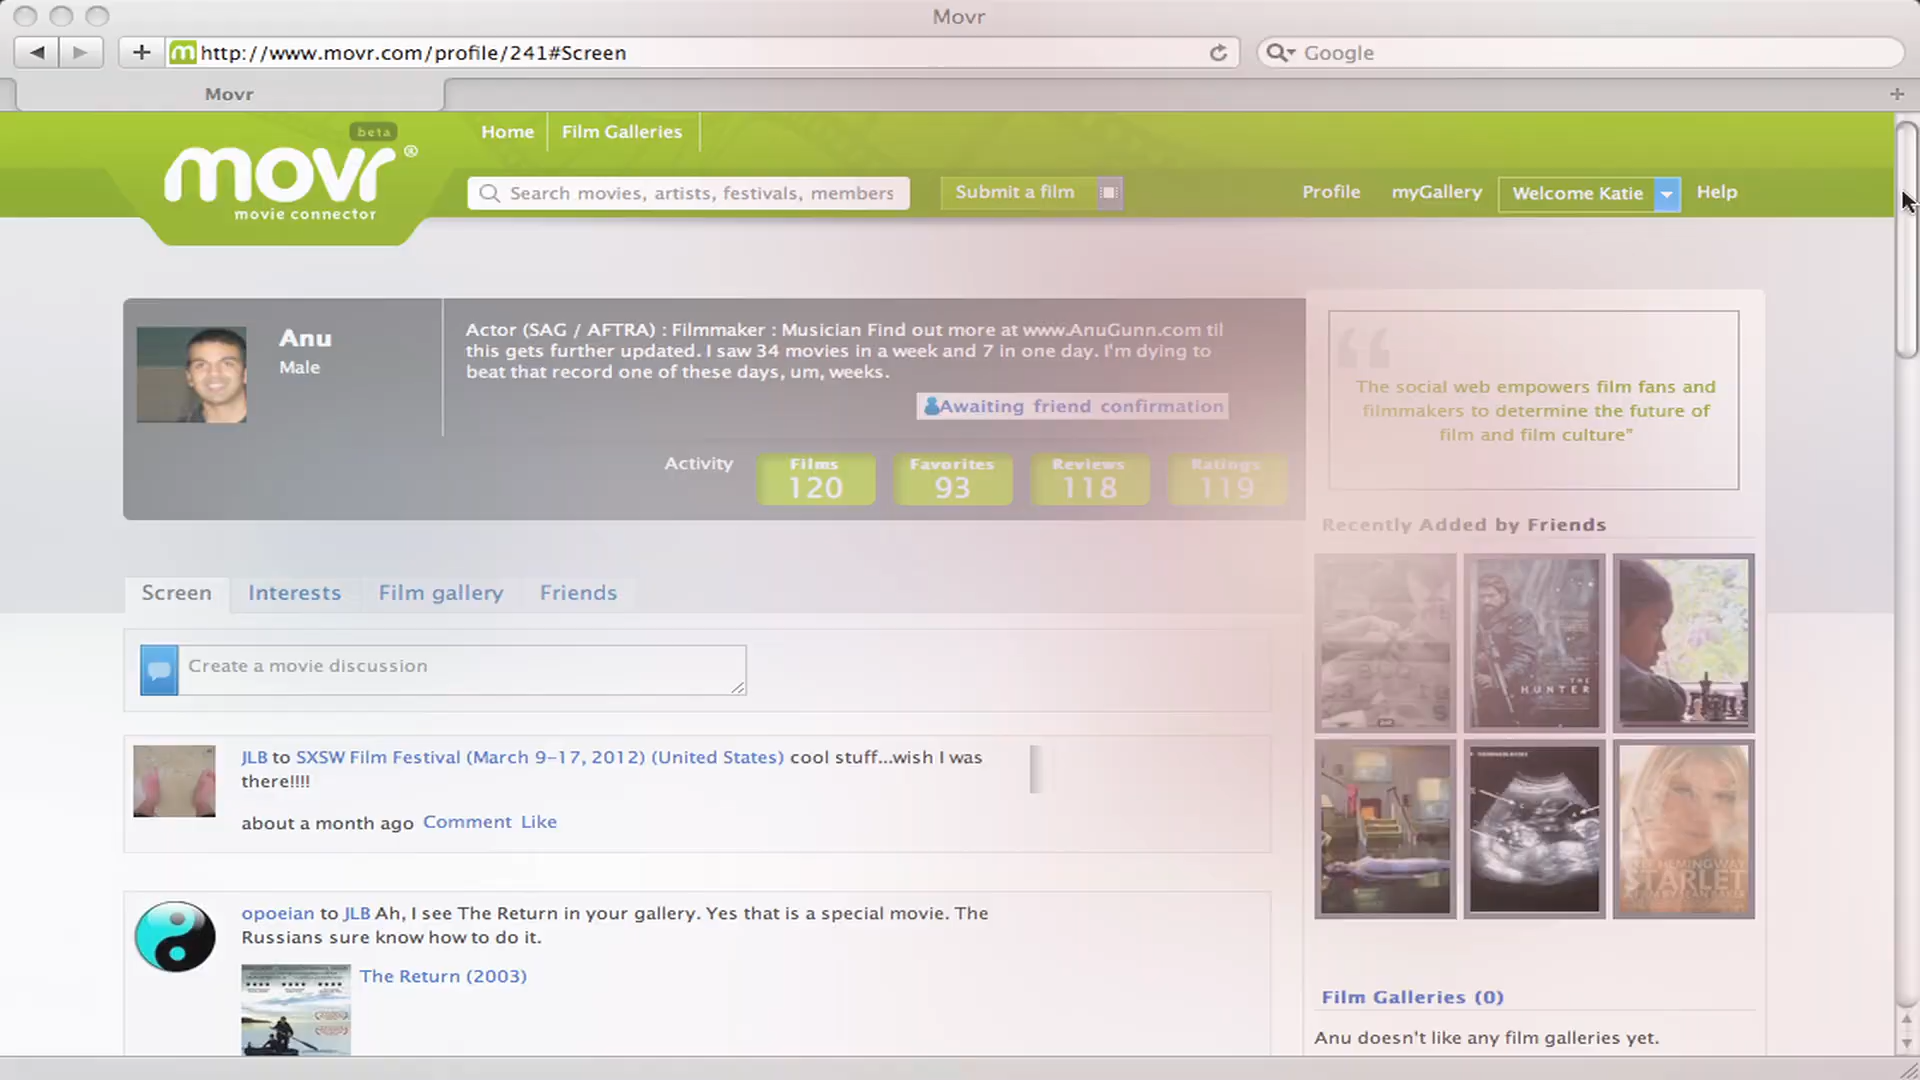 Movr
http://www.movr.com/profile/241#Screen
Google
Movr
beta
movr®
movie connector
Home
Film Galleries
Search movies, artists, festivals, members
Submit a film
Profile
myGallery
Welcome Katie
Help
Anu
Male
Actor (SAG / AFTRA) : Filmmaker : Musician Find out more at www.AnuGunn.com til
this gets further updated. I saw 34 movies in a week and 7 in one day. I'm dying to
beat that record one of these days, um, weeks.
Awaiting friend confirmation
Activity
Films
120
Favorites
93
Reviews
118
Ratings
119
“
The social web empowers film fans and
filmmakers to determine the future of
film and film culture”
Recently Added by Friends
THE
HUNTER
HEMINGWAY
STARLET
Screen
Interests
Film gallery
Friends
Create a movie discussion
JLB to SXSW Film Festival (March 9-17, 2012) (United States) cool stuff...wish I was
there!!!!
about a month ago Comment Like
opoeian to JLB Ah, I see The Return in your gallery. Yes that is a special movie. The
Russians sure know how to do it.
The Return (2003)
Film Galleries (0)
Anu doesn't like any film galleries yet.